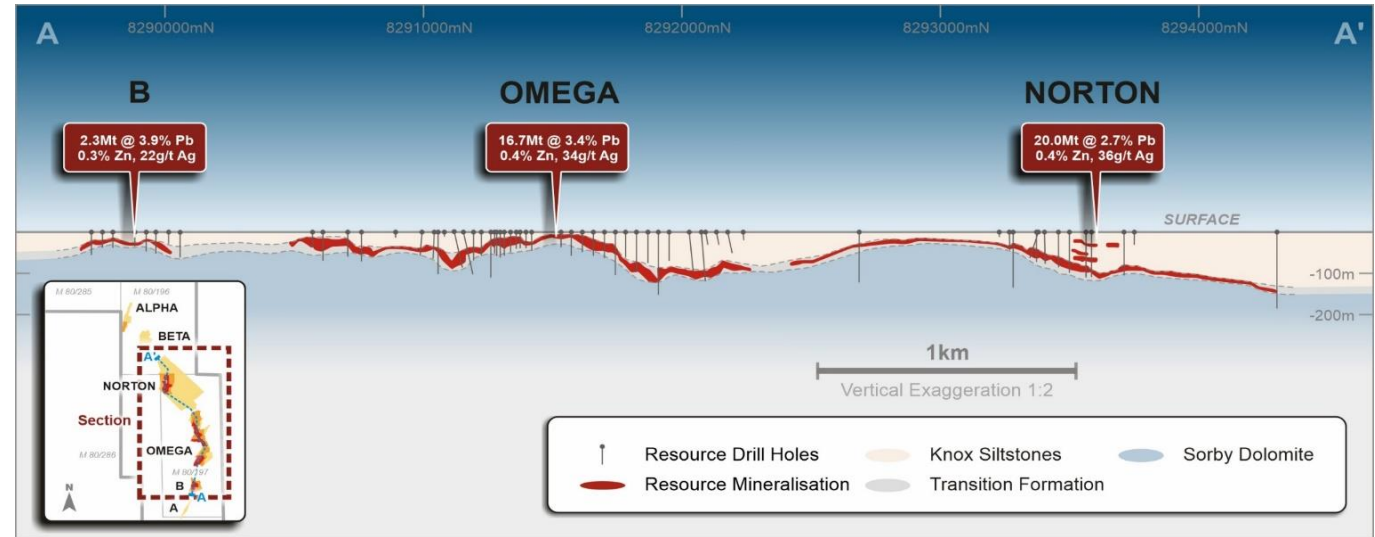 A
8290000mN
8291000mN
8292000mN
8293000mN
8294000mN
A'
B
OMEGA
NORTON
2.3Mt @ 3.9% Pb
0.3% Zn, 22g/t Ag
16.7Mt @ 3.4% Pb
0.4% Zn, 34g/t Ag
20.0Mt @ 2.7% Pb
0.4% Zn, 36g/t Ag
SURFACE
-100m
-200m
M 80/285
M 80/196
ALPHA
BETA
A'
NORTON
Section
OMEGA
M 80/286
M 80/197
B
A
A
N
1km
Vertical Exaggeration 1:2
Resource Drill Holes
Knox Siltstones
Sorby Dolomite
Resource Mineralisation
Transition Formation